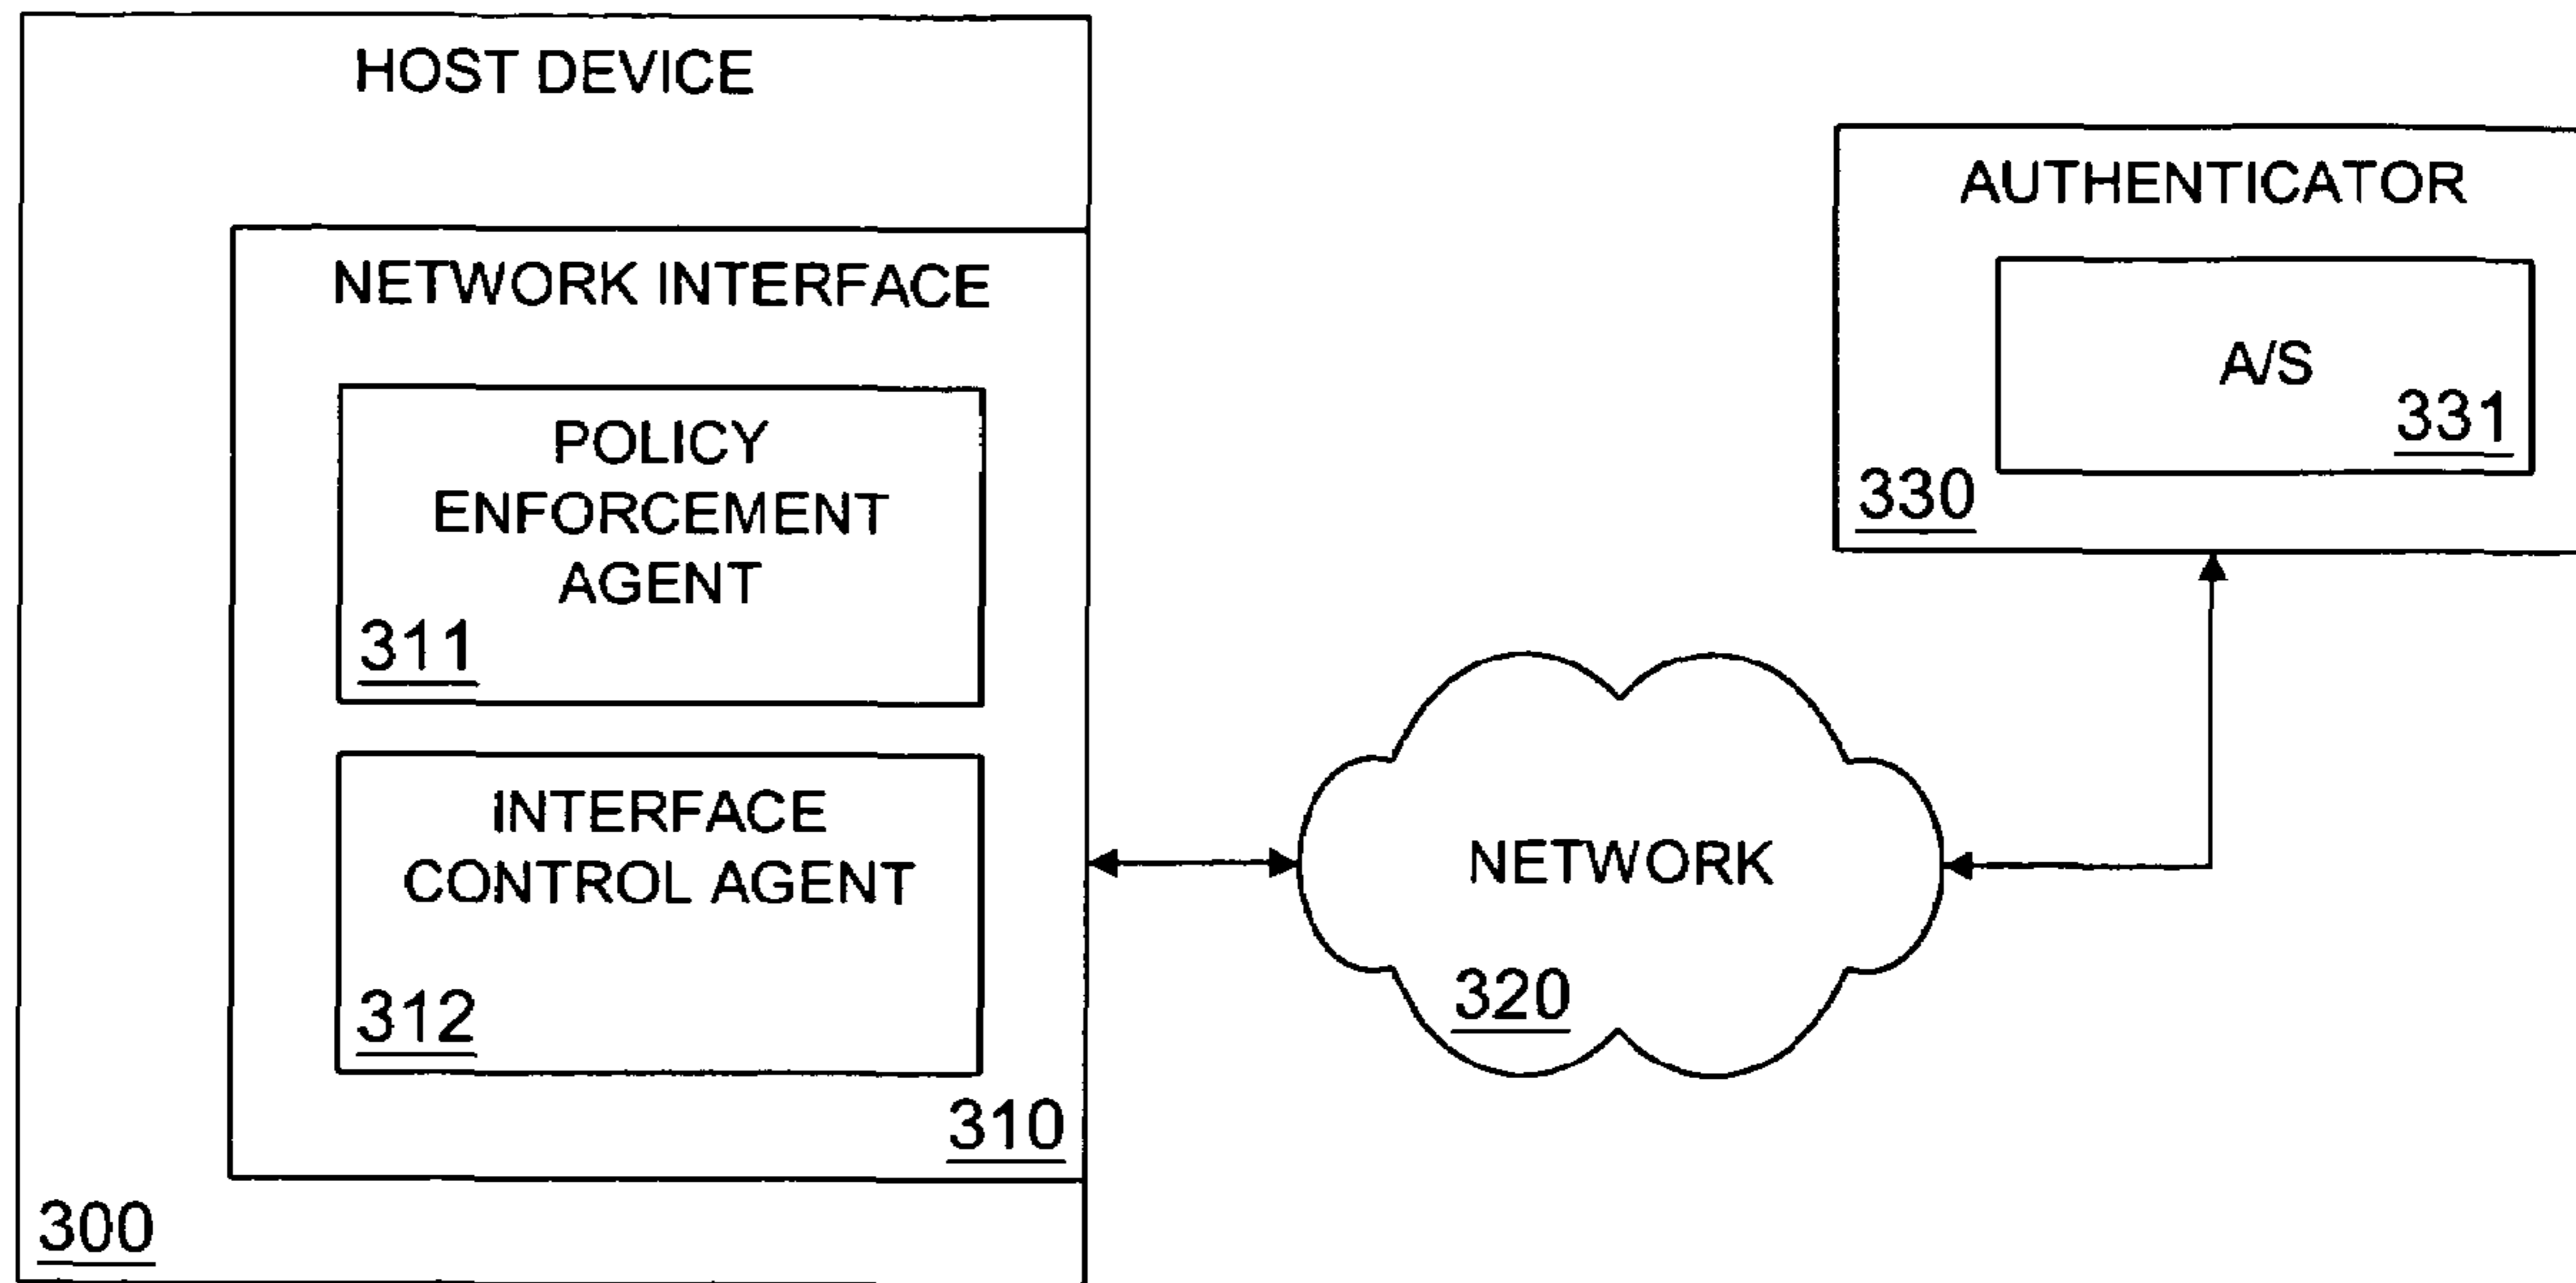 HOST DEVICE
NETWORK INTERFACE
POLICY
ENFORCEMENT
AGENT
311
INTERFACE
CONTROL AGENT
312
310
300
NETWORK
320
AUTHENTICATOR
A/S
331
330